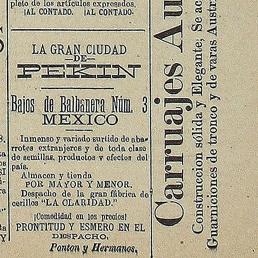 pleto de los artículos expresados.
¡AL CONTADO. ¡AL CONTADO.
LA GRAN CIUDAD
—DE—
PEKIN
Bajos de Balbanera Núm. 3
MEXICO
Inmenso y variado surtido de aba-
rrotes extranjeros y de toda clase
de semillas, productos y efectos del
país.
Almacen y tienda
POR MAYOR Y MENOR.
Despacho de la gran fábrica de
cerillos "LA CLARIDAD."
¡Comodidad en los precios!
PRONTITUD Y ESMERO EN EL
DESPACHO,
Ponton y Hermanos,
Carruajes Au
Construccion solida y Elegante, Se ac
Guarniciones de tronco y de varas Austri